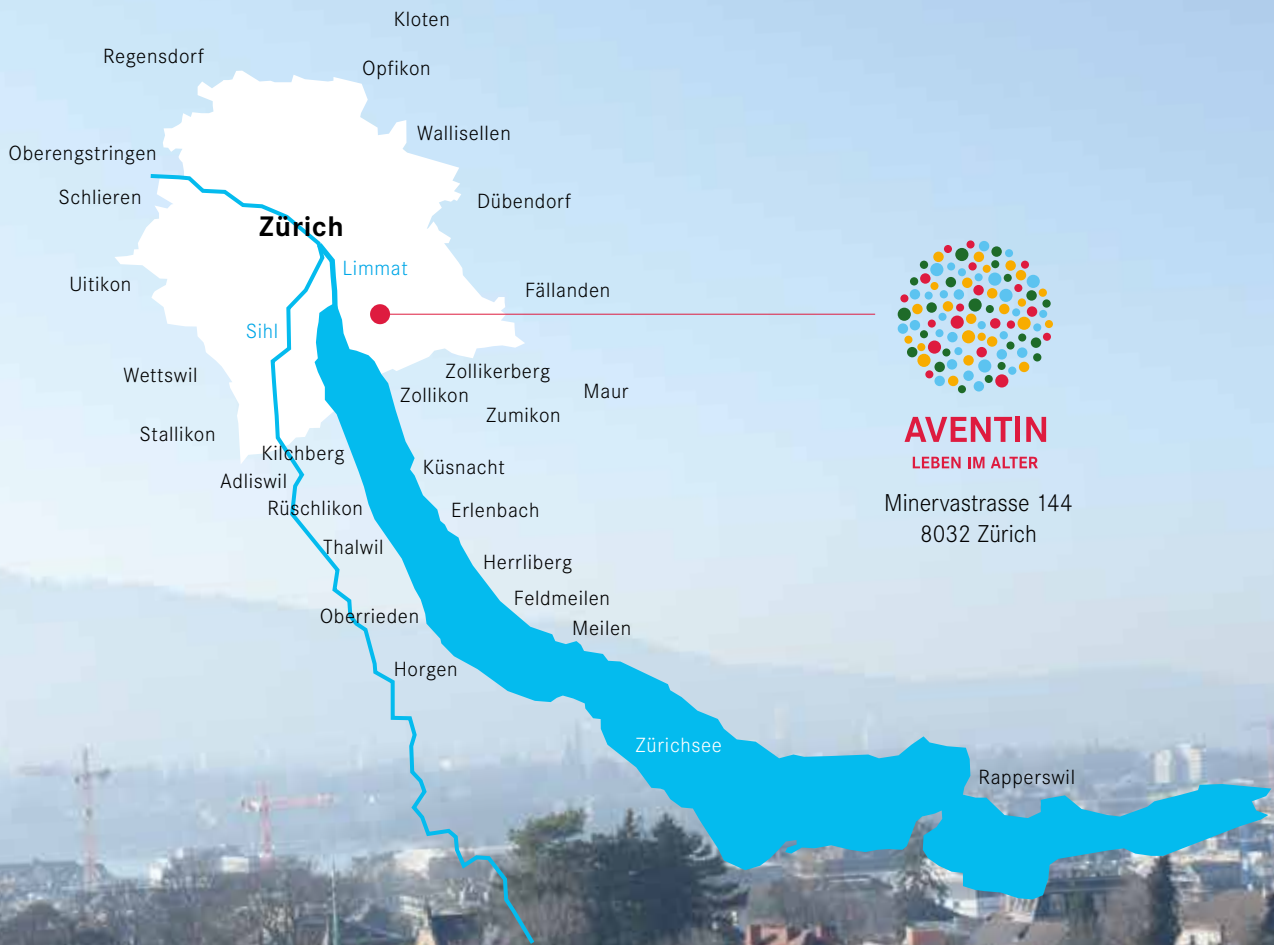 Kloten
Regensdorf
Opfikon
Wallisellen
Oberengstringen
Schlieren
Dübendorf
Zürich
Limmat
Uitikon
Fällanden
Sihl
Zollikerberg
Wettswil
Maur
Zollikon
Zumikon
Stallikon
Kilchberg
Küsnacht
Adliswil
Rüschlikon
Erlenbach
Thalwil
Herrliberg
Feldmeilen
Oberrieden
Meilen
Horgen
Zürichsee
Rapperswil
AVENTIN
LEBEN IM ALTER
Minervastrasse 144
8032 Zürich